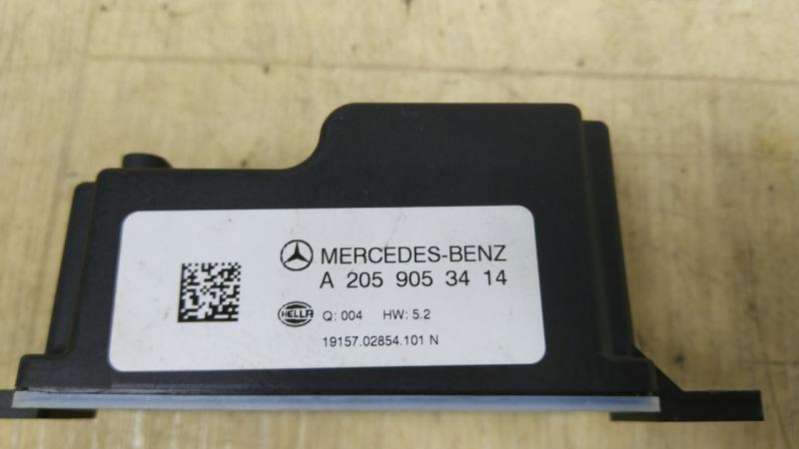 MERCEDES-BENZ
A 205 905 34 14
HELLA Q: 004 HW: 5.2
19157.02854.101 N